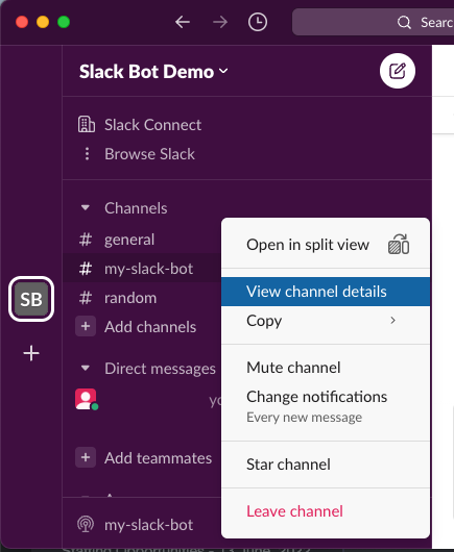 Searc
Slack Bot Demo
Slack Connect
Browse Slack
Channels
# general
# my-slack-bot
# random
+ Add channels
Direct messages
yo
+ Add teammates
my-slack-bot
SB
+
Open in split view
View channel details
Copy
Mute channel
Change notifications
Every new message
Star channel
Leave channel